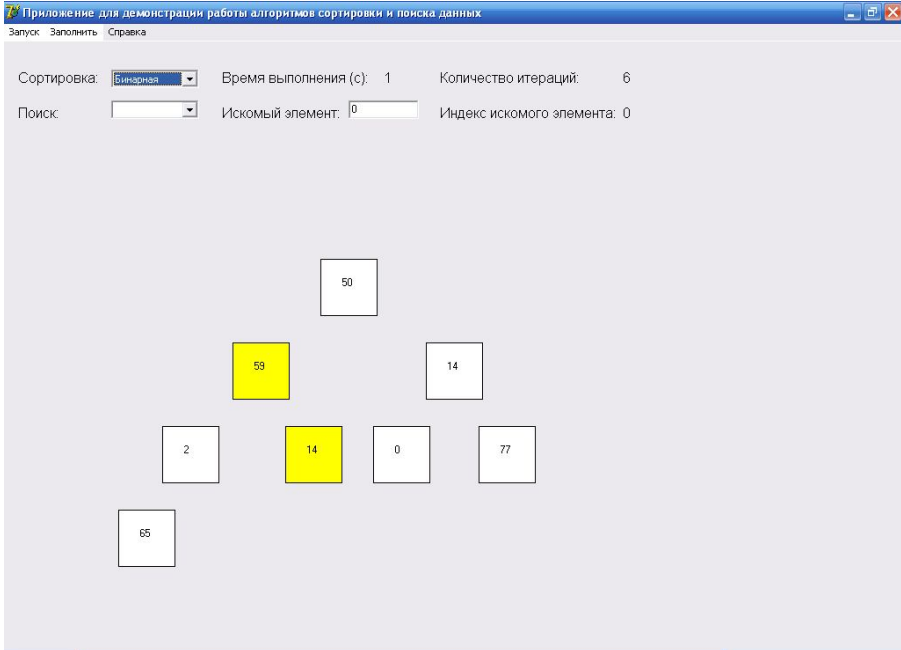 Приложение для демонстрации работы алгоритмов сортировки и поиска данных
Запуск Заполнить Справка
Сортировка: Бинарная Время выполнения (с): 1 Количество итераций: 6
Поиск: Искомый элемент: 0 Индекс искомого элемента: 0
50
59 14
2 14 0 77
65